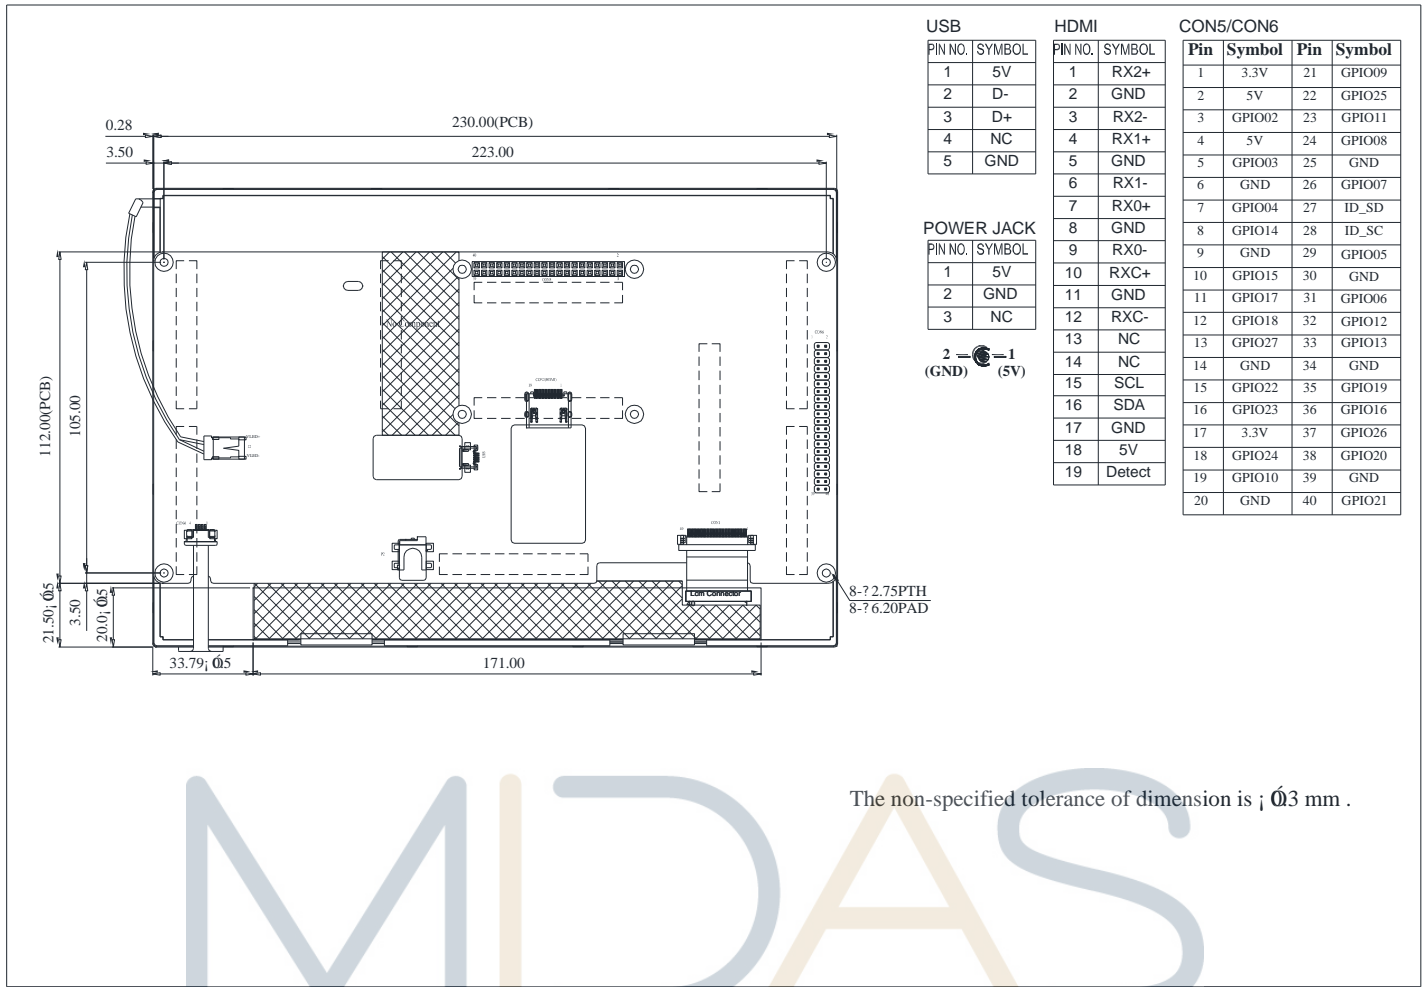 USB
PIN NO. SYMBOL
1 5V
2 D-
3 D+
4 NC
5 GND
POWER JACK
PIN NO. SYMBOL
1 5V
2 GND
3 NC
2 1
(GND) (5V)
HDMI
PIN NO. SYMBOL
1 RX2+
2 GND
3 RX2-
4 RX1+
5 GND
6 RX1-
7 RX0+
8 GND
9 RX0-
10 RXC+
11 GND
12 RXC-
13 NC
14 NC
15 SCL
16 SDA
17 GND
18 5V
19 Detect
CON5/CON6
Pin Symbol Pin Symbol
1 3.3V 21 GPIO09
2 5V 22 GPIO25
3 GPIO02 23 GPIO11
4 5V 24 GPIO08
5 GPIO03 25 GND
6 GND 26 GPIO07
7 GPIO04 27 ID_SD
8 GPIO14 28 ID_SC
9 GND 29 GPIO05
10 GPIO15 30 GND
11 GPIO17 31 GPIO06
12 GPIO18 32 GPIO12
13 GPIO27 33 GPIO13
14 GND 34 GND
15 GPIO22 35 GPIO19
16 GPIO23 36 GPIO16
17 3.3V 37 GPIO26
18 GPIO24 38 GPIO20
19 GPIO10 39 GND
20 GND 40 GPIO21
0.28
230.00(PCB)
3.50
223.00
112.00(PCB)
105.00
No Component
Lcm Connector
21.50¡Ó0.5
3.50
20.0¡Ó0.5
33.79¡Ó0.5
171.00
8-?2.75PTH
8-?6.20PAD
The non-specified tolerance of dimension is ¡Ó0.3 mm .
MIDAS